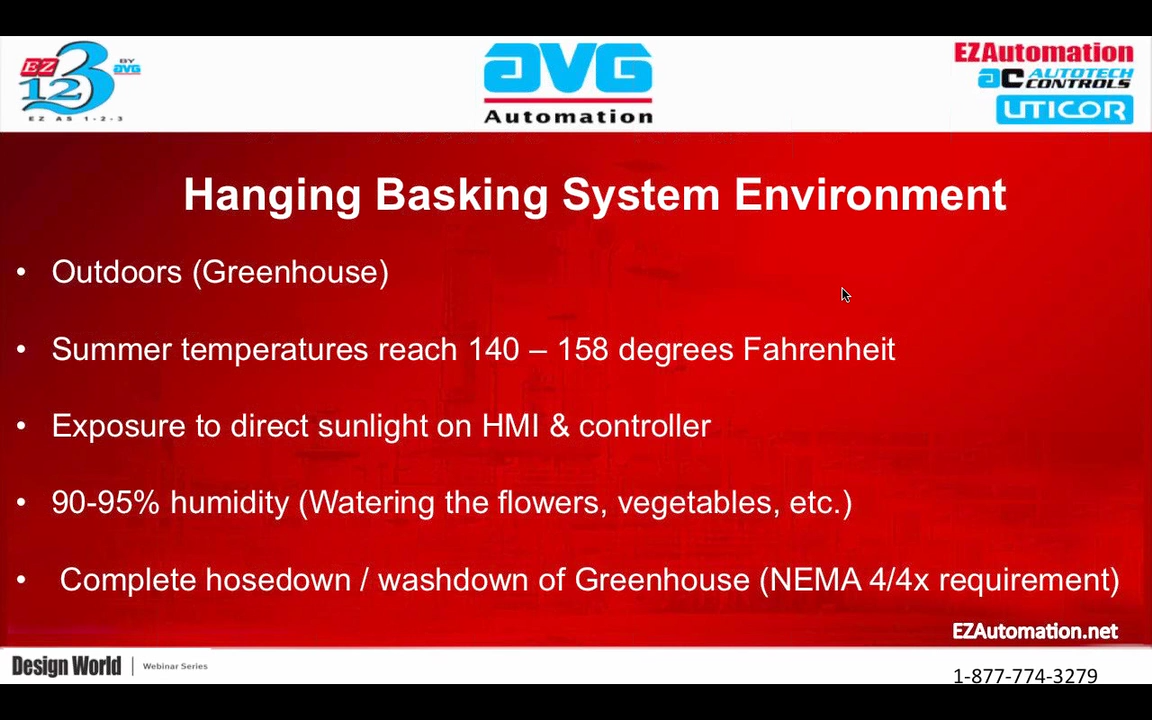 EZ
123
BY
AVG
EZ AS 1-2-3
AVG
Automation
EZAutomation
AC AUTOTECH
CONTROLS
UTICOR
Hanging Basking System Environment
• Outdoors (Greenhouse)
• Summer temperatures reach 140 – 158 degrees Fahrenheit
• Exposure to direct sunlight on HMI & controller
• 90-95% humidity (Watering the flowers, vegetables, etc.)
• Complete hosedown / washdown of Greenhouse (NEMA 4/4x requirement)
EZAutomation.net
Design World | Webinar Series
1-877-774-3279